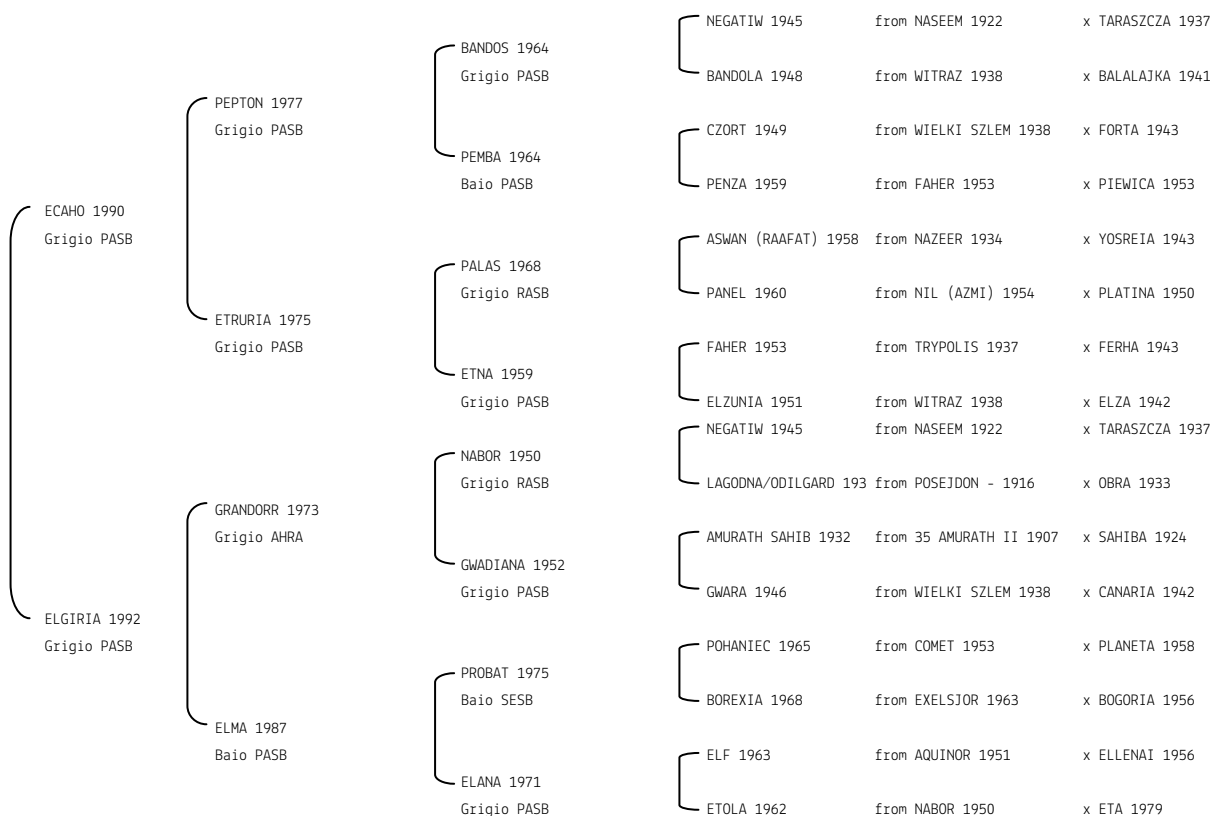 NEGATIW 1945 from NASEEM 1922 x TARASZCZA 1937
BANDOS 1964
Grigio PASB
BANDOLA 1948 from WITRAZ 1938 x BALALAJKA 1941
PEPTON 1977
Grigio PASB
CZORT 1949 from WIELKI SZLEM 1938 x FORTA 1943
PEMBA 1964
Baio PASB
PENZA 1959 from FAHER 1953 x PIEWICA 1953
ECAHO 1990
Grigio PASB
ASWAN (RAAFAT) 1958 from NAZEER 1934 x YOSREIA 1943
PALAS 1968
Grigio RASB
PANEL 1960 from NIL (AZMI) 1954 x PLATINA 1950
ETRURIA 1975
Grigio PASB
FAHER 1953 from TRYPOLIS 1937 x FERHA 1943
ETNA 1959
Grigio PASB
ELZUNIA 1951 from WITRAZ 1938 x ELZA 1942
NEGATIW 1945 from NASEEM 1922 x TARASZCZA 1937
NABOR 1950
Grigio RASB
LAGODNA/ODILGARD 193 from POSEJDON - 1916 x OBRA 1933
GRANDORR 1973
Grigio AHRA
AMURATH SAHIB 1932 from 35 AMURATH II 1907 x SAHIBA 1924
GWADIANA 1952
Grigio PASB
GWARA 1946 from WIELKI SZLEM 1938 x CANARIA 1942
ELGIRIA 1992
Grigio PASB
POHANIEC 1965 from COMET 1953 x PLANETA 1958
PROBAT 1975
Baio SESB
BOREXIA 1968 from EXELSJOR 1963 x BOGORIA 1956
ELMA 1987
Baio PASB
ELF 1963 from AQUINOR 1951 x ELLENAI 1956
ELANA 1971
Grigio PASB
ETOLA 1962 from NABOR 1950 x ETA 1979